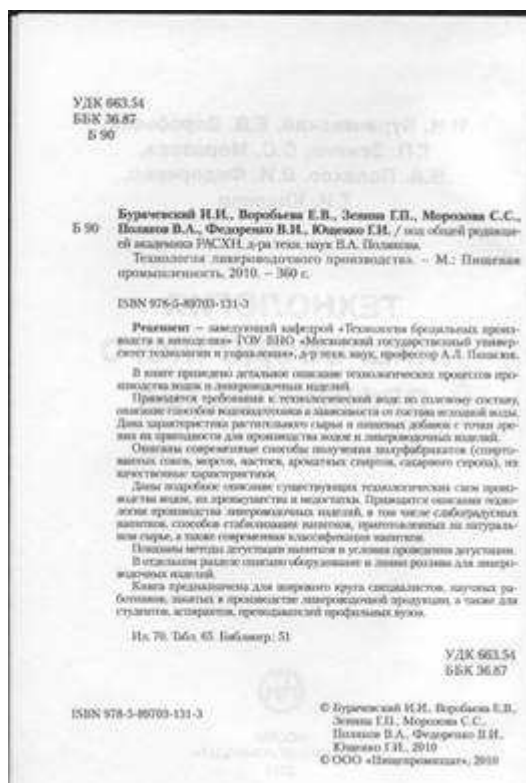 УДК 663.54
ББК 36.87
Б 90
Бурачевский И.И., Воробьева Е.В., Зенина Г.П., Морозова С.С.,
Б 90 Поляков В.А., Федоренко В.И., Ющенко Г.И. / под общей редакци-
ей академика РАСХН, д-ра техн. наук В.А. Полякова.
Технология ликероводочного производства. – М.: Пищевая
промышленность, 2010. – 360 с.
ISBN 978-5-89703-131-3
Рецензент – заведующий кафедрой «Технология бродильных произ-
водств и виноделия» ГОУ ВПО «Московский государственный универ-
ситет технологии и управления», д-р техн. наук, профессор А.Л.
В книге приведено детальное описание технологических процессов про-
изводства водок и ликероводочных изделий.
Приводятся требования к технологической воде по солевому составу,
описание способов водоподготовки в зависимости от состава исходной воды.
Дана характеристика растительного сырья и пищевых добавок с точки зре-
ния их пригодности для производства водок и ликероводочных изделий.
Описаны современные способы получения полуфабрикатов (спирто-
ванных соков, морсов, настоев, ароматных спиртов, сахарного сиропа), их
качественные характеристики.
Даны подробное описание существующих технологических схем произ-
водства водок, их преимущества и недостатки. Приводятся описания техно-
логии производства ликероводочных изделий, в том числе слабоградусных
напитков, способов стабилизации напитков, приготовленных на натураль-
ном сырье, а также современная классификация напитков.
Показаны методы дегустации напитков и условия проведения дегустации.
В отдельном разделе описано оборудование и линии розлива для ликеро-
водочных изделий.
Книга предназначена для широкого круга специалистов, научных ра-
ботников, занятых в производстве ликероводочной продукции, а также для
студентов, аспирантов, преподавателей профильных вузов.
Ил. 70. Табл. 65. Библиогр.: 51
УДК 663.54
ББК 36.87
ISBN 978-5-89703-131-3
© Бурачевский И.И., Воробьева Е.В.,
Зенина Г.П., Морозова С.С.,
Поляков В.А., Федоренко В.И.,
Ющенко Г.И., 2010
© ООО «Пищепромиздат», 2010